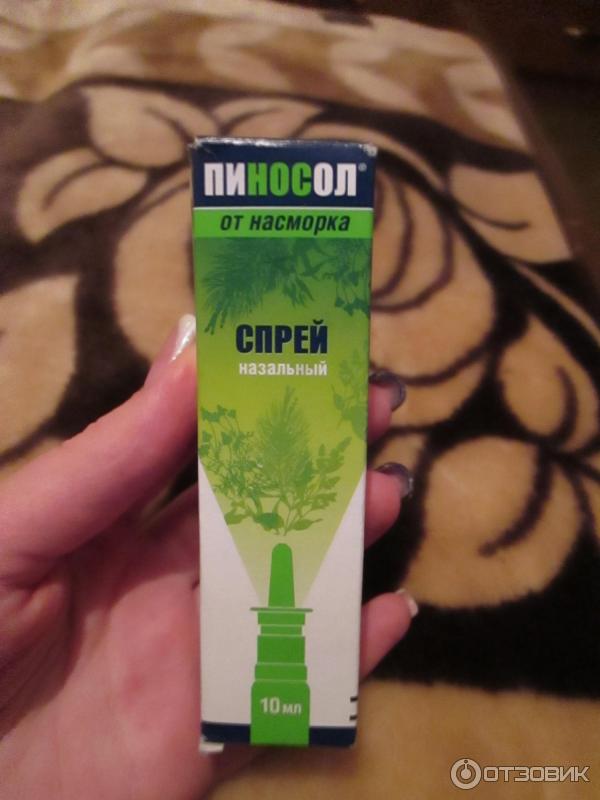 ПИНОСОЛ®
от насморка
СПРЕЙ
назальный
10 мл
ОТЗОВИК